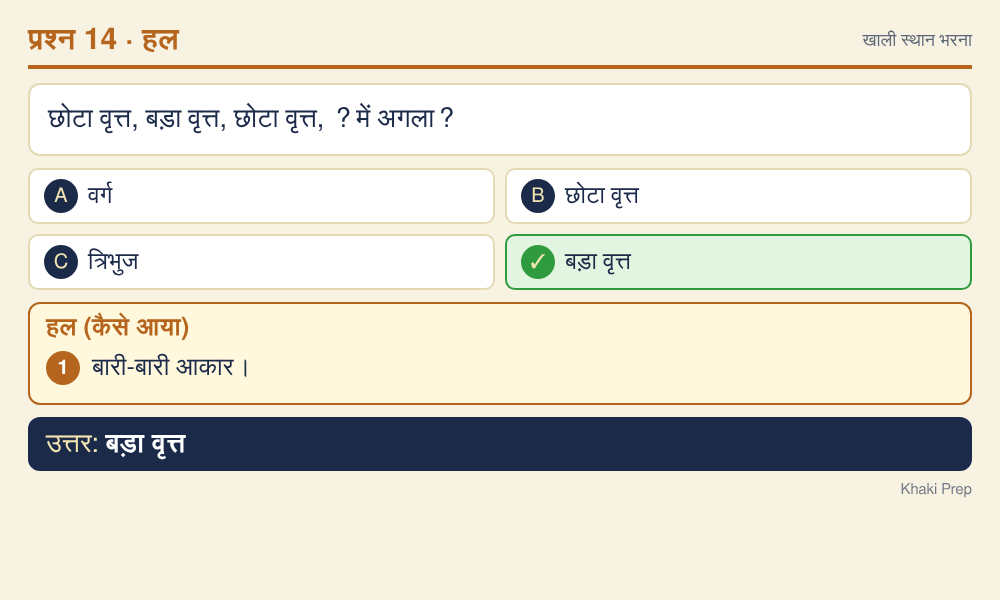 प्रश्न 14 · हल
खाली स्थान भरना
छोटा वृत्त, बड़ा वृत्त, छोटा वृत्त,  ? में अगला ?
A वर्ग
B छोटा वृत्त
C त्रिभुज
✓ बड़ा वृत्त
हल (कैसे आया)
1 बारी-बारी आकार ।
उत्तर: बड़ा वृत्त
Khaki Prep